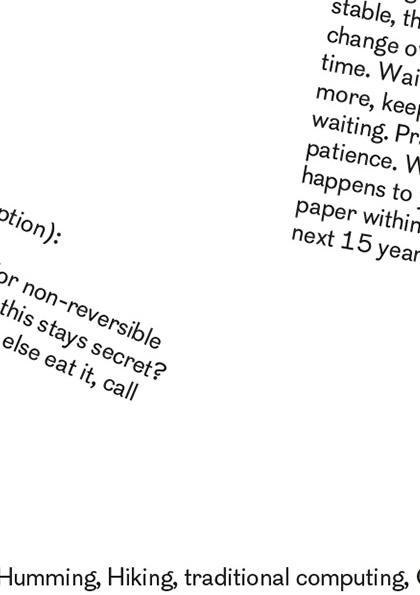 stable, th
change o
time. Wai
more, keep
waiting. Pr
patience. W
happens to
paper within
next 15 year
ption):
or non-reversible
this stays secret?
else eat it, call
Humming, Hiking, traditional computing,